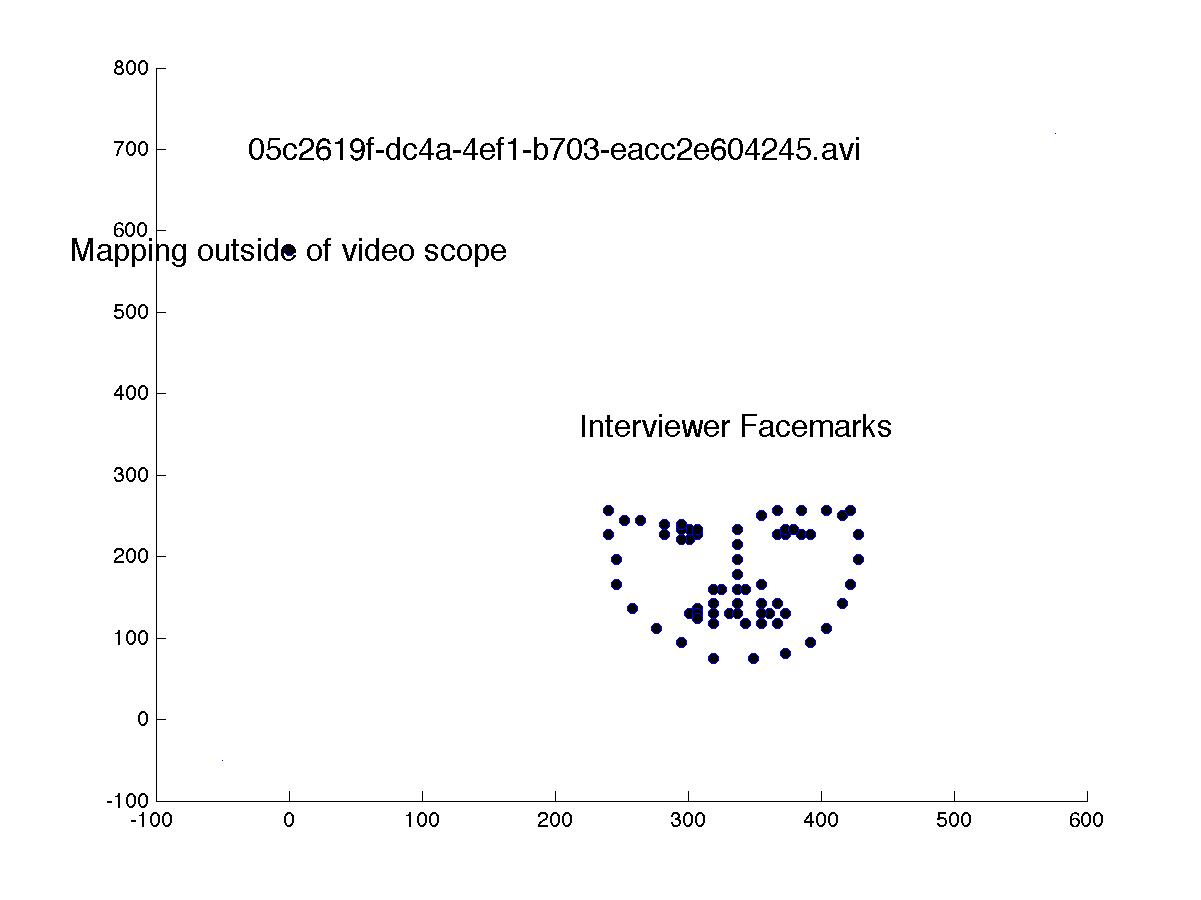 800
05c2619f-dc4a-4ef1-b703-eacc2e604245.avi
700
600
Mapping outside of video scope
500
400
Interviewer Facemarks
300
200
100
0
-100
-100 0 100 200 300 400 500 600